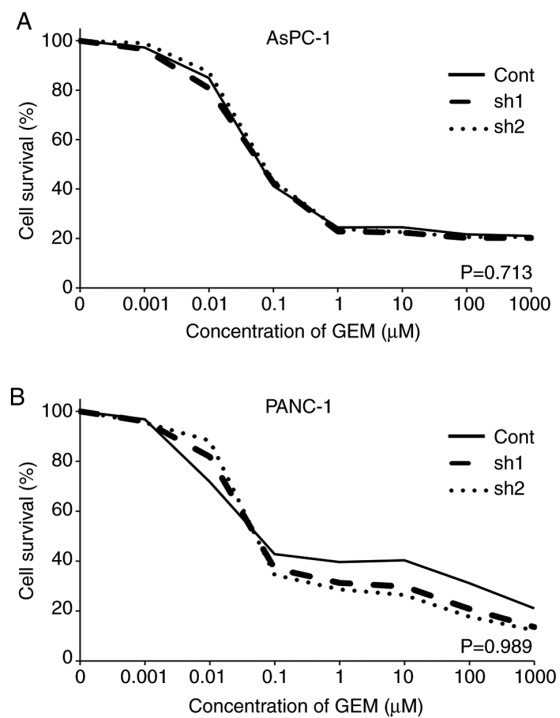 A
AsPC-1
Cell survival (%)
100
80
60
40
20
0
Cont
sh1
sh2
P=0.713
0 0.001 0.01 0.1 1 10 100 1000
Concentration of GEM (μM)
B
PANC-1
Cell survival (%)
100
80
60
40
20
0
Cont
sh1
sh2
P=0.989
0 0.001 0.01 0.1 1 10 100 1000
Concentration of GEM (μM)